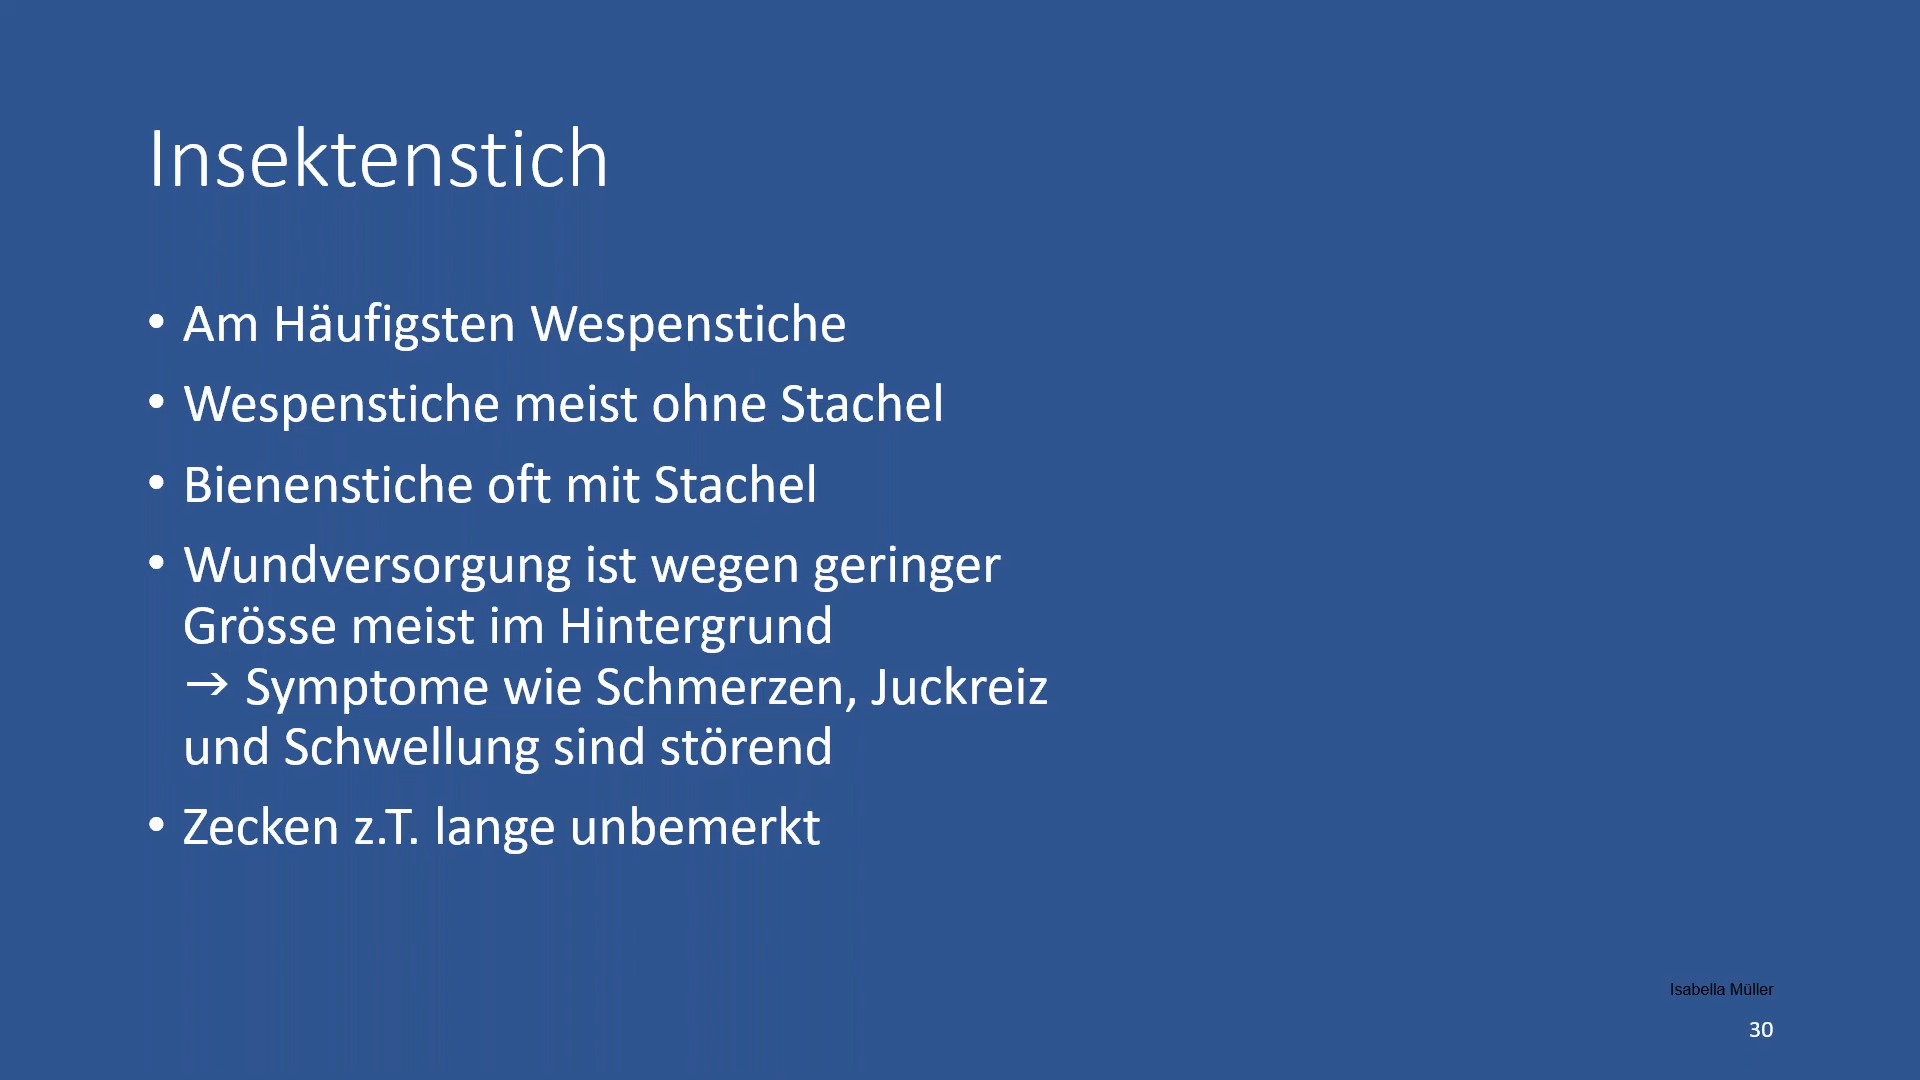 Insektenstich
• Am Häufigsten Wespenstiche
• Wespenstiche meist ohne Stachel
• Bienenstiche oft mit Stachel
• Wundversorgung ist wegen geringer
Grösse meist im Hintergrund
→ Symptome wie Schmerzen, Juckreiz
und Schwellung sind störend
• Zecken z.T. lange unbemerkt
Isabella Müller
30